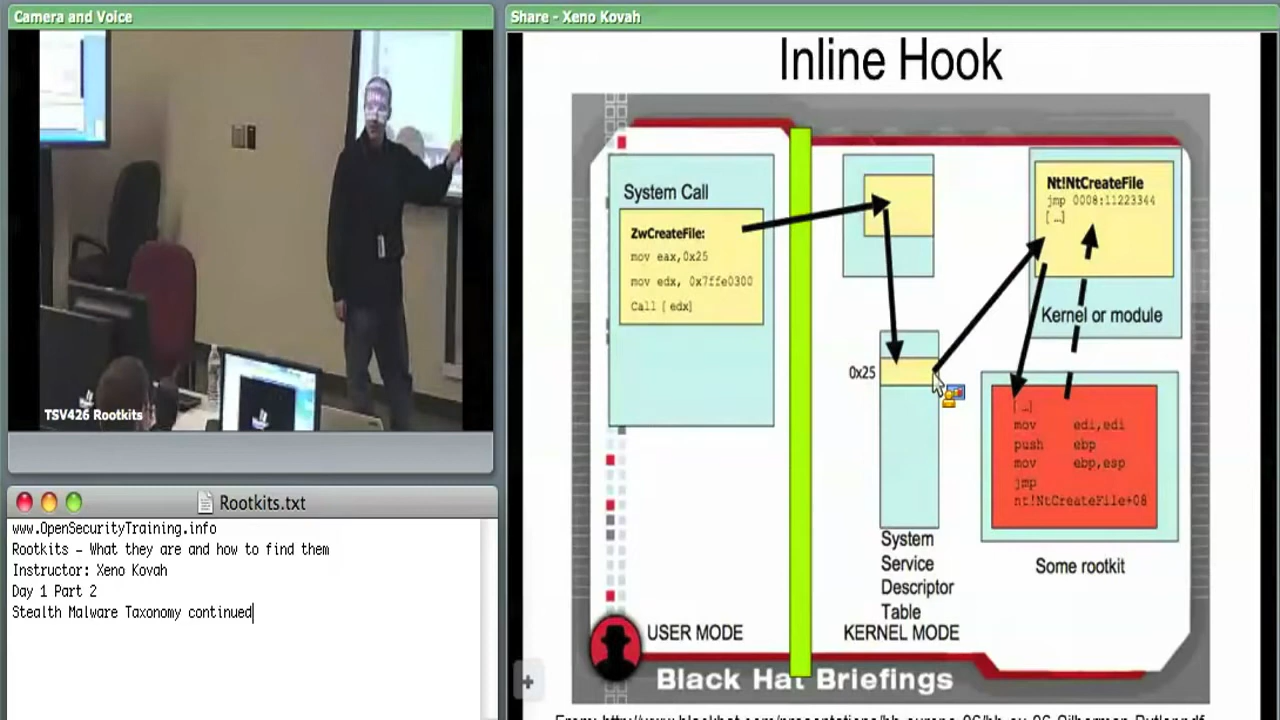 Camera and Voice
TSV426 Rootkits
Rootkits.txt
www.OpenSecurityTraining.info
Rootkits - What they are and how to find them
Instructor: Xeno Kovah
Day 1 Part 2
Stealth Malware Taxonomy continued
Share - Xeno Kovah
Inline Hook
System Call
ZwCreateFile:
mov eax,0x25
mov edx, 0x7ffe0300
Call [ edx]
0x25
System
Service
Descriptor
Table
Nt!NtCreateFile
jmp 0008:11223344
[ …]
Kernel or module
[ …]
mov edi,edi
push ebp
mov ebp,esp
jmp
nt!NtCreateFile+08
Some rootkit
USER MODE
KERNEL MODE
Black Hat Briefings